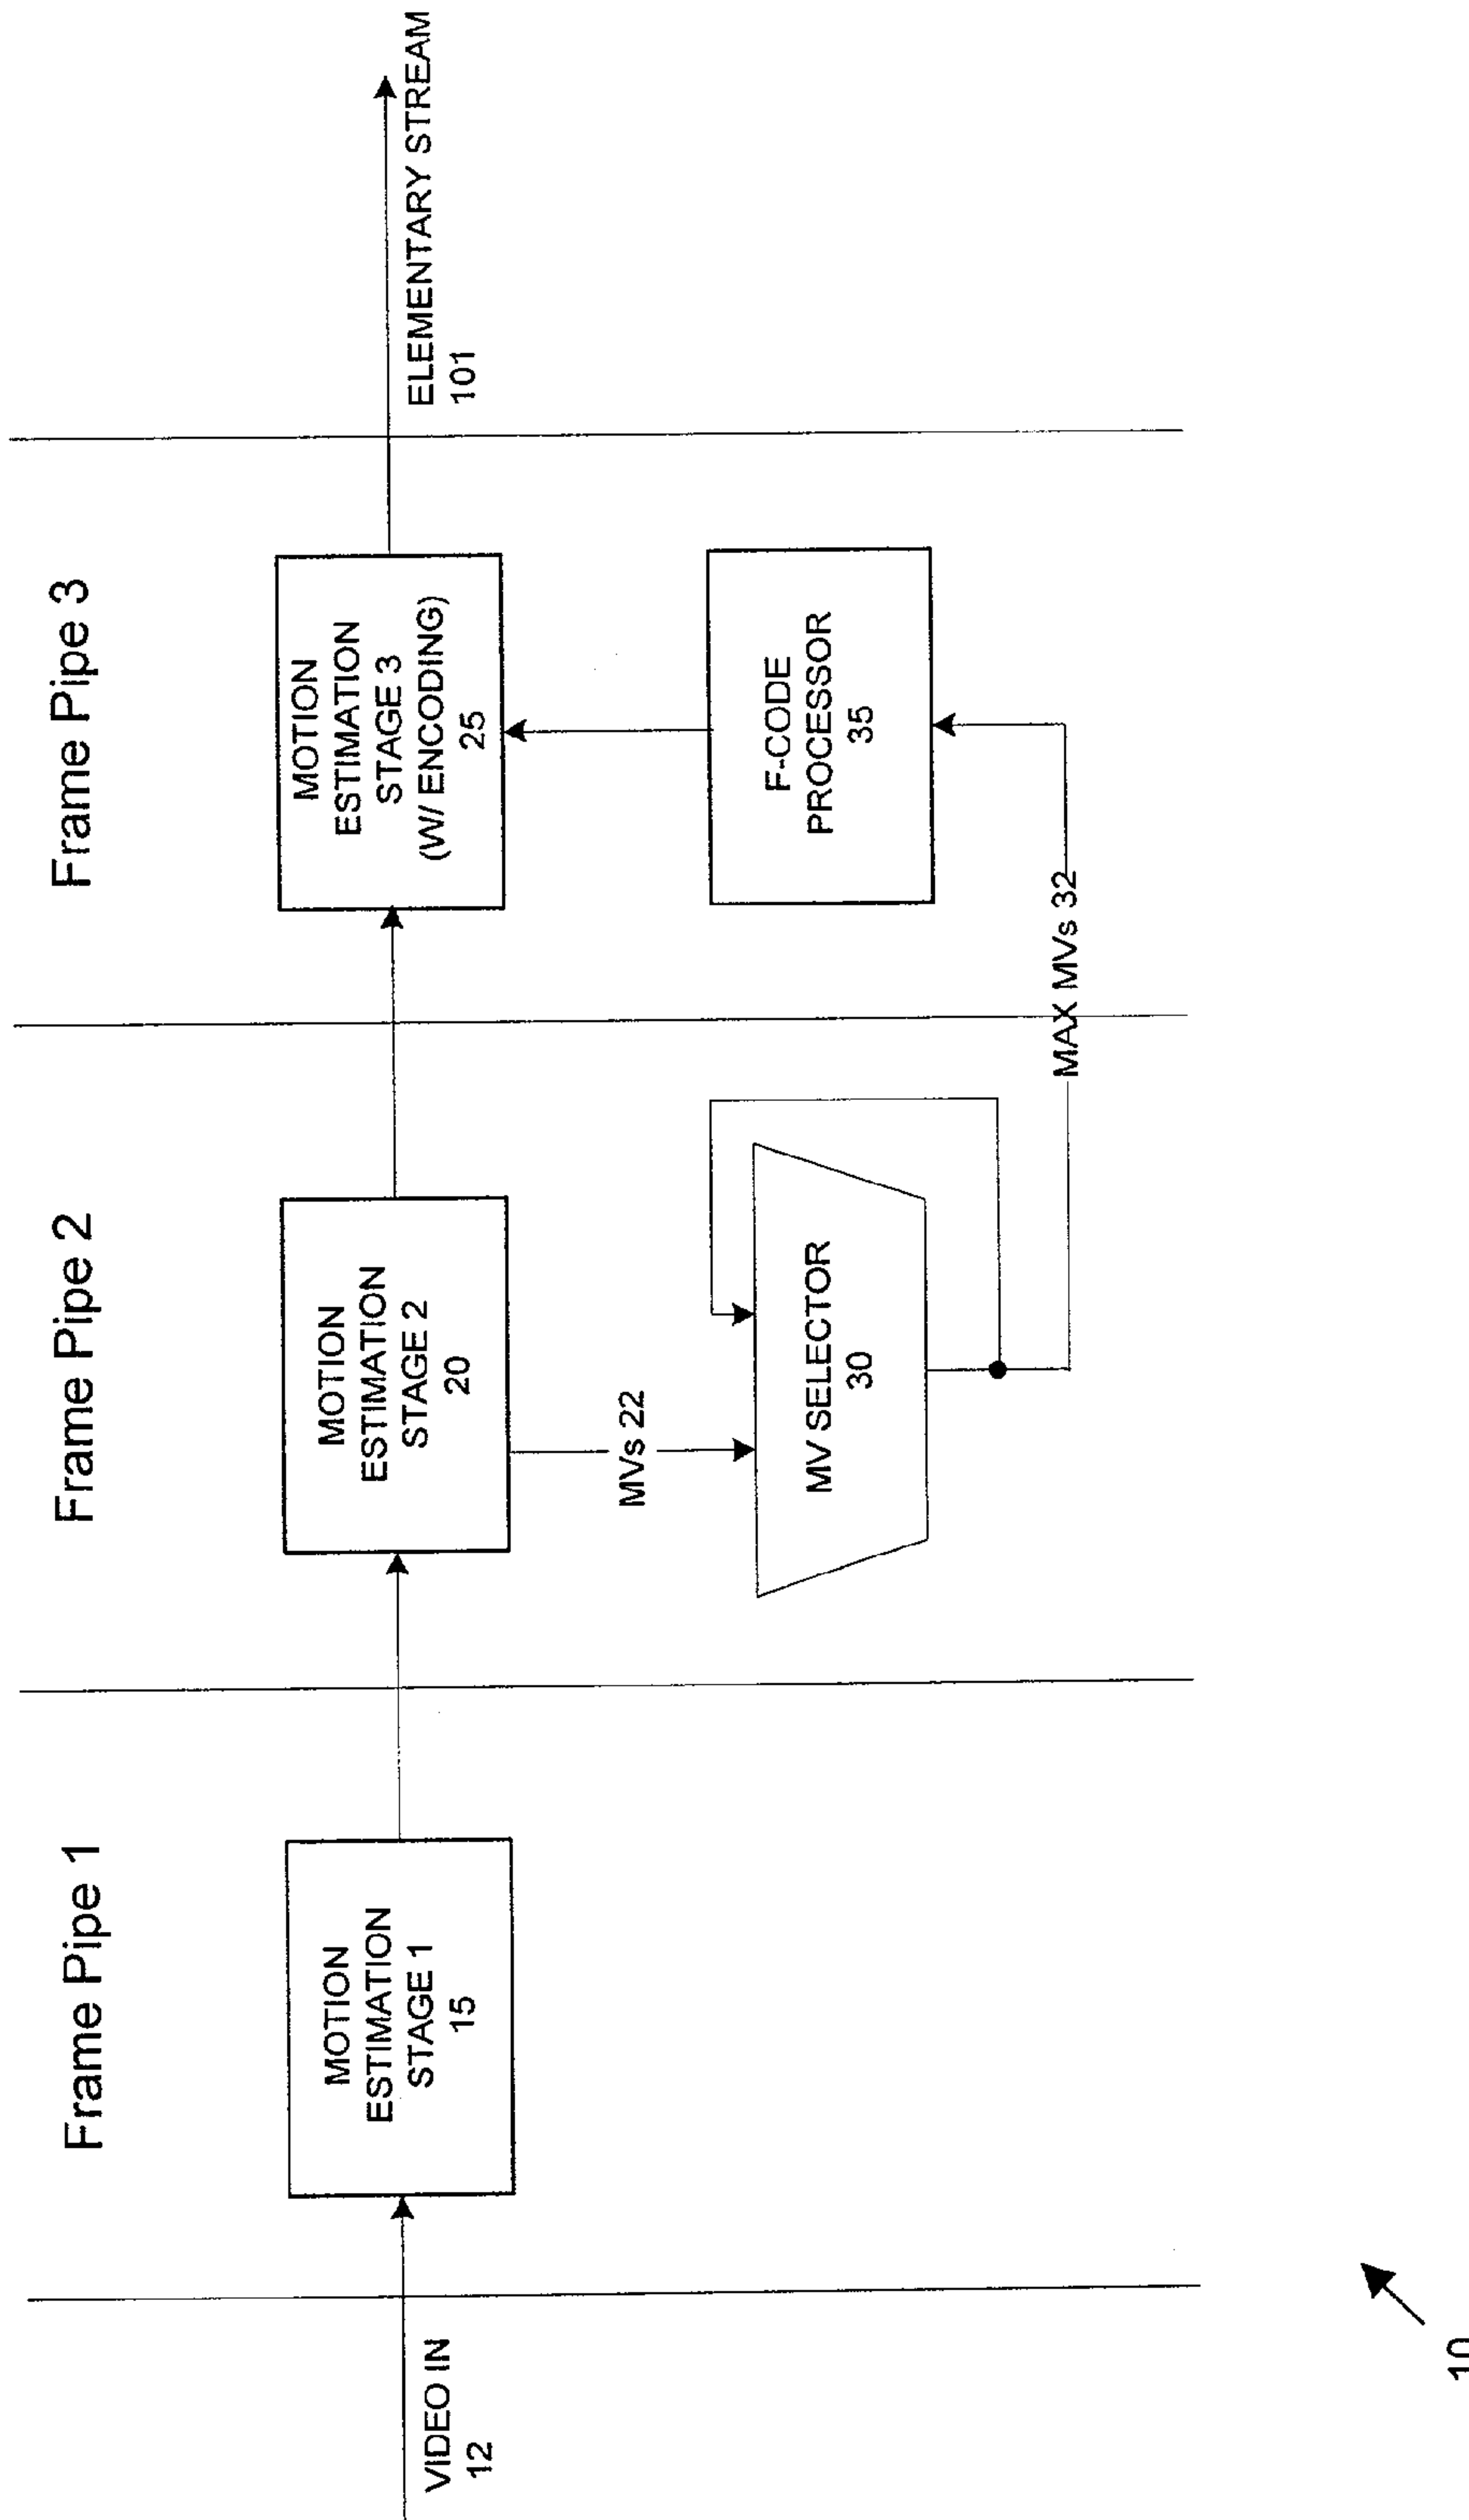 Frame Pipe 1
Frame Pipe 2
Frame Pipe 3
VIDEO IN
12
MOTION
ESTIMATION
STAGE 1
15
MOTION
ESTIMATION
STAGE 2
20
MOTION
ESTIMATION
STAGE 3
(W/ ENCODING)
25
ELEMENTARY STREAM
101
MVs 22
MV SELECTOR
30
F-CODE
PROCESSOR
35
MAX MVs 32
10